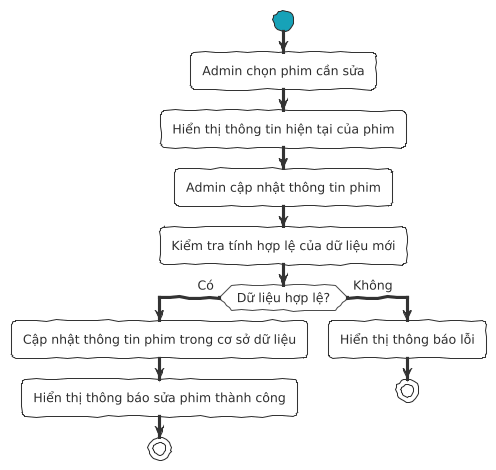 Admin chọn phim cần sửa
Hiển thị thông tin hiện tại của phim
Admin cập nhật thông tin phim
Kiểm tra tính hợp lệ của dữ liệu mới
Có
Dữ liệu hợp lệ?
Không
Cập nhật thông tin phim trong cơ sở dữ liệu
Hiển thị thông báo lỗi
Hiển thị thông báo sửa phim thành công